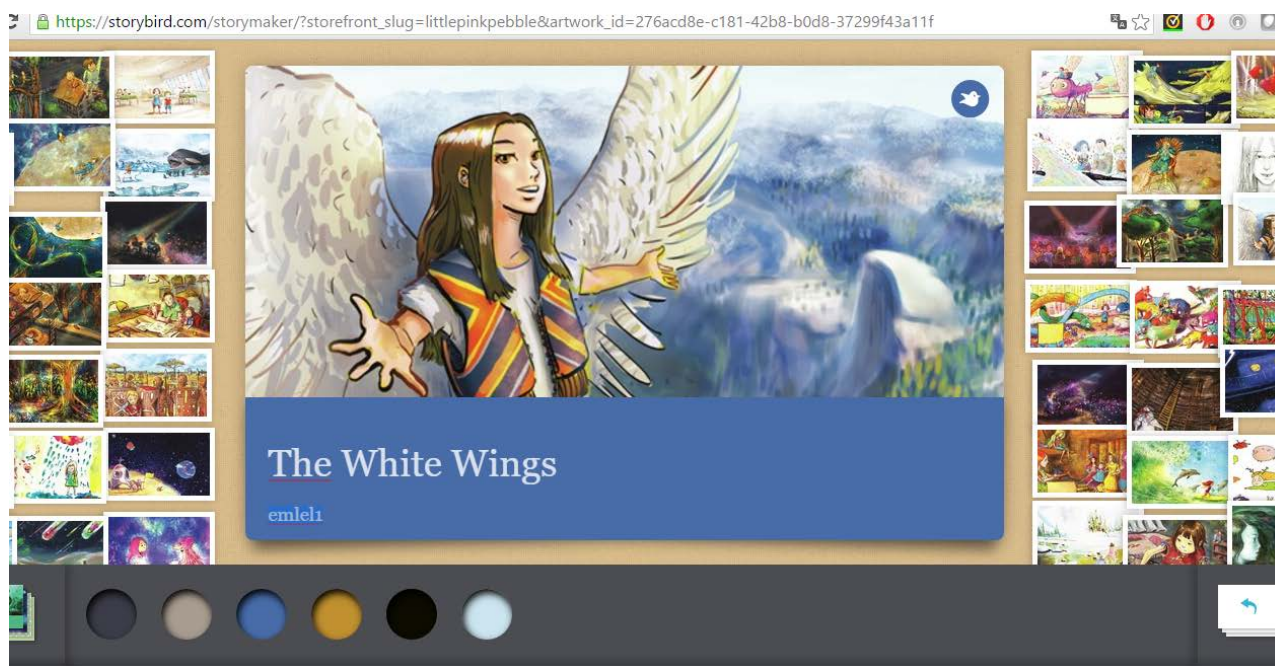 https://storybird.com/storymaker/?storefront_slug=littlepinkpebble&artwork_id=276acd8e-c181-42b8-b0d8-37299f43a11f
The White Wings
emlel1